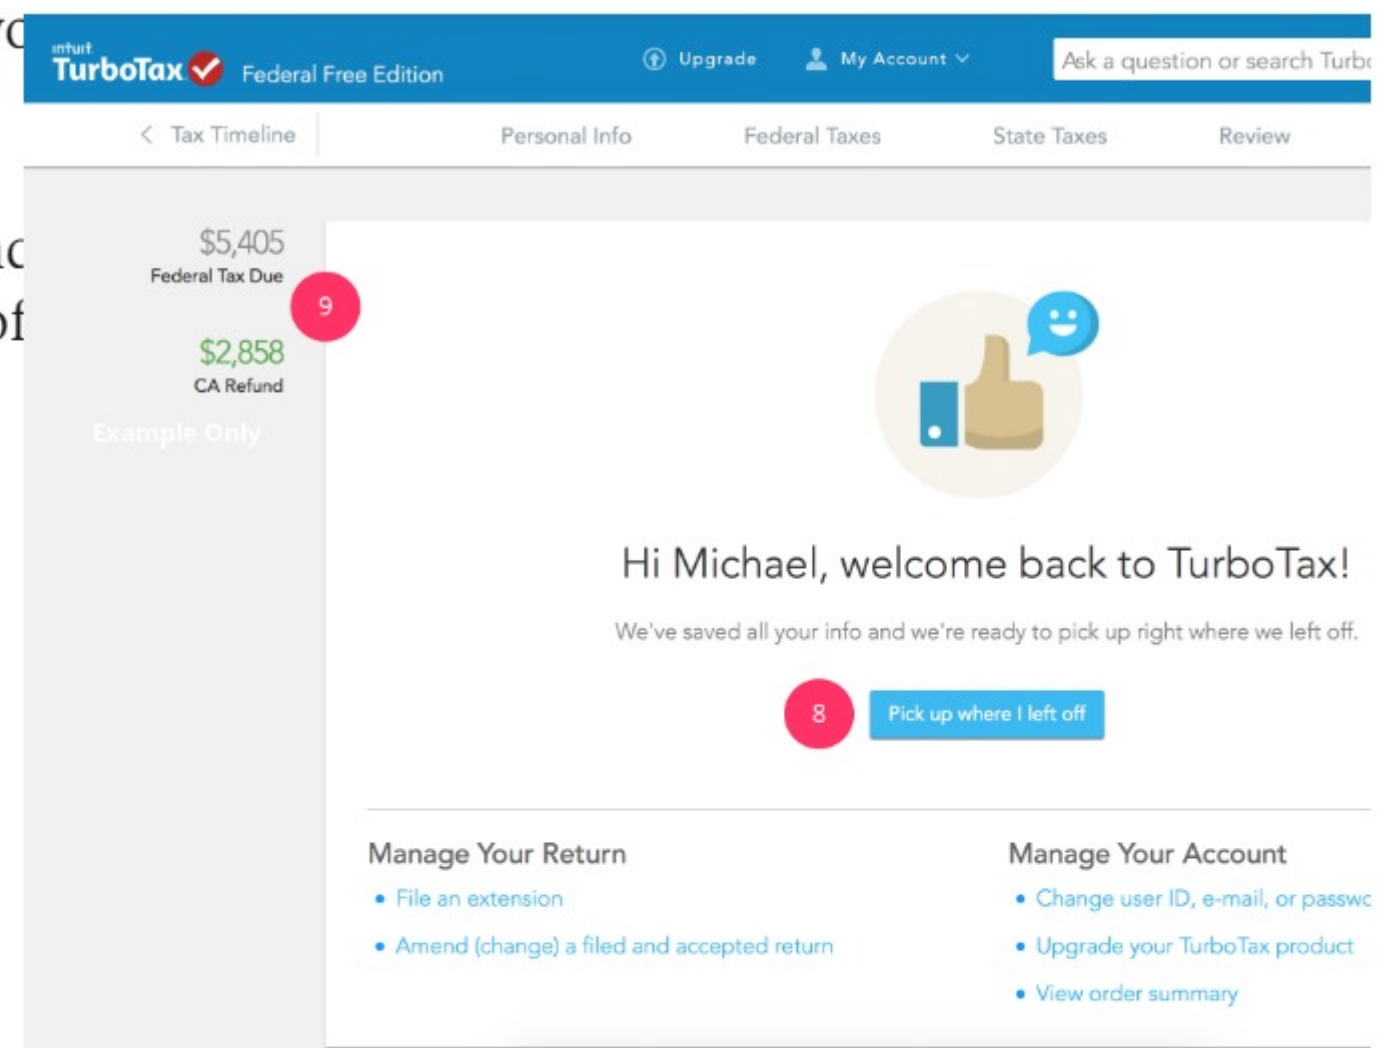 intuit
TurboTax Federal Free Edition
Upgrade
My Account
Ask a question or search
Tax Timeline
Personal Info
Federal Taxes
State Taxes
Review
$5,405
Federal Tax Due
9
$2,858
CA Refund
Example Only
Hi Michael, welcome back to TurboTax!
We've saved all your info and we're ready to pick up right where we left off.
8
Pick up where I left off
Manage Your Return
• File an extension
• Amend (change) a filed and accepted return
Manage Your Account
• Change user ID, e-mail, or
• Upgrade your TurboTax product
• View order summary